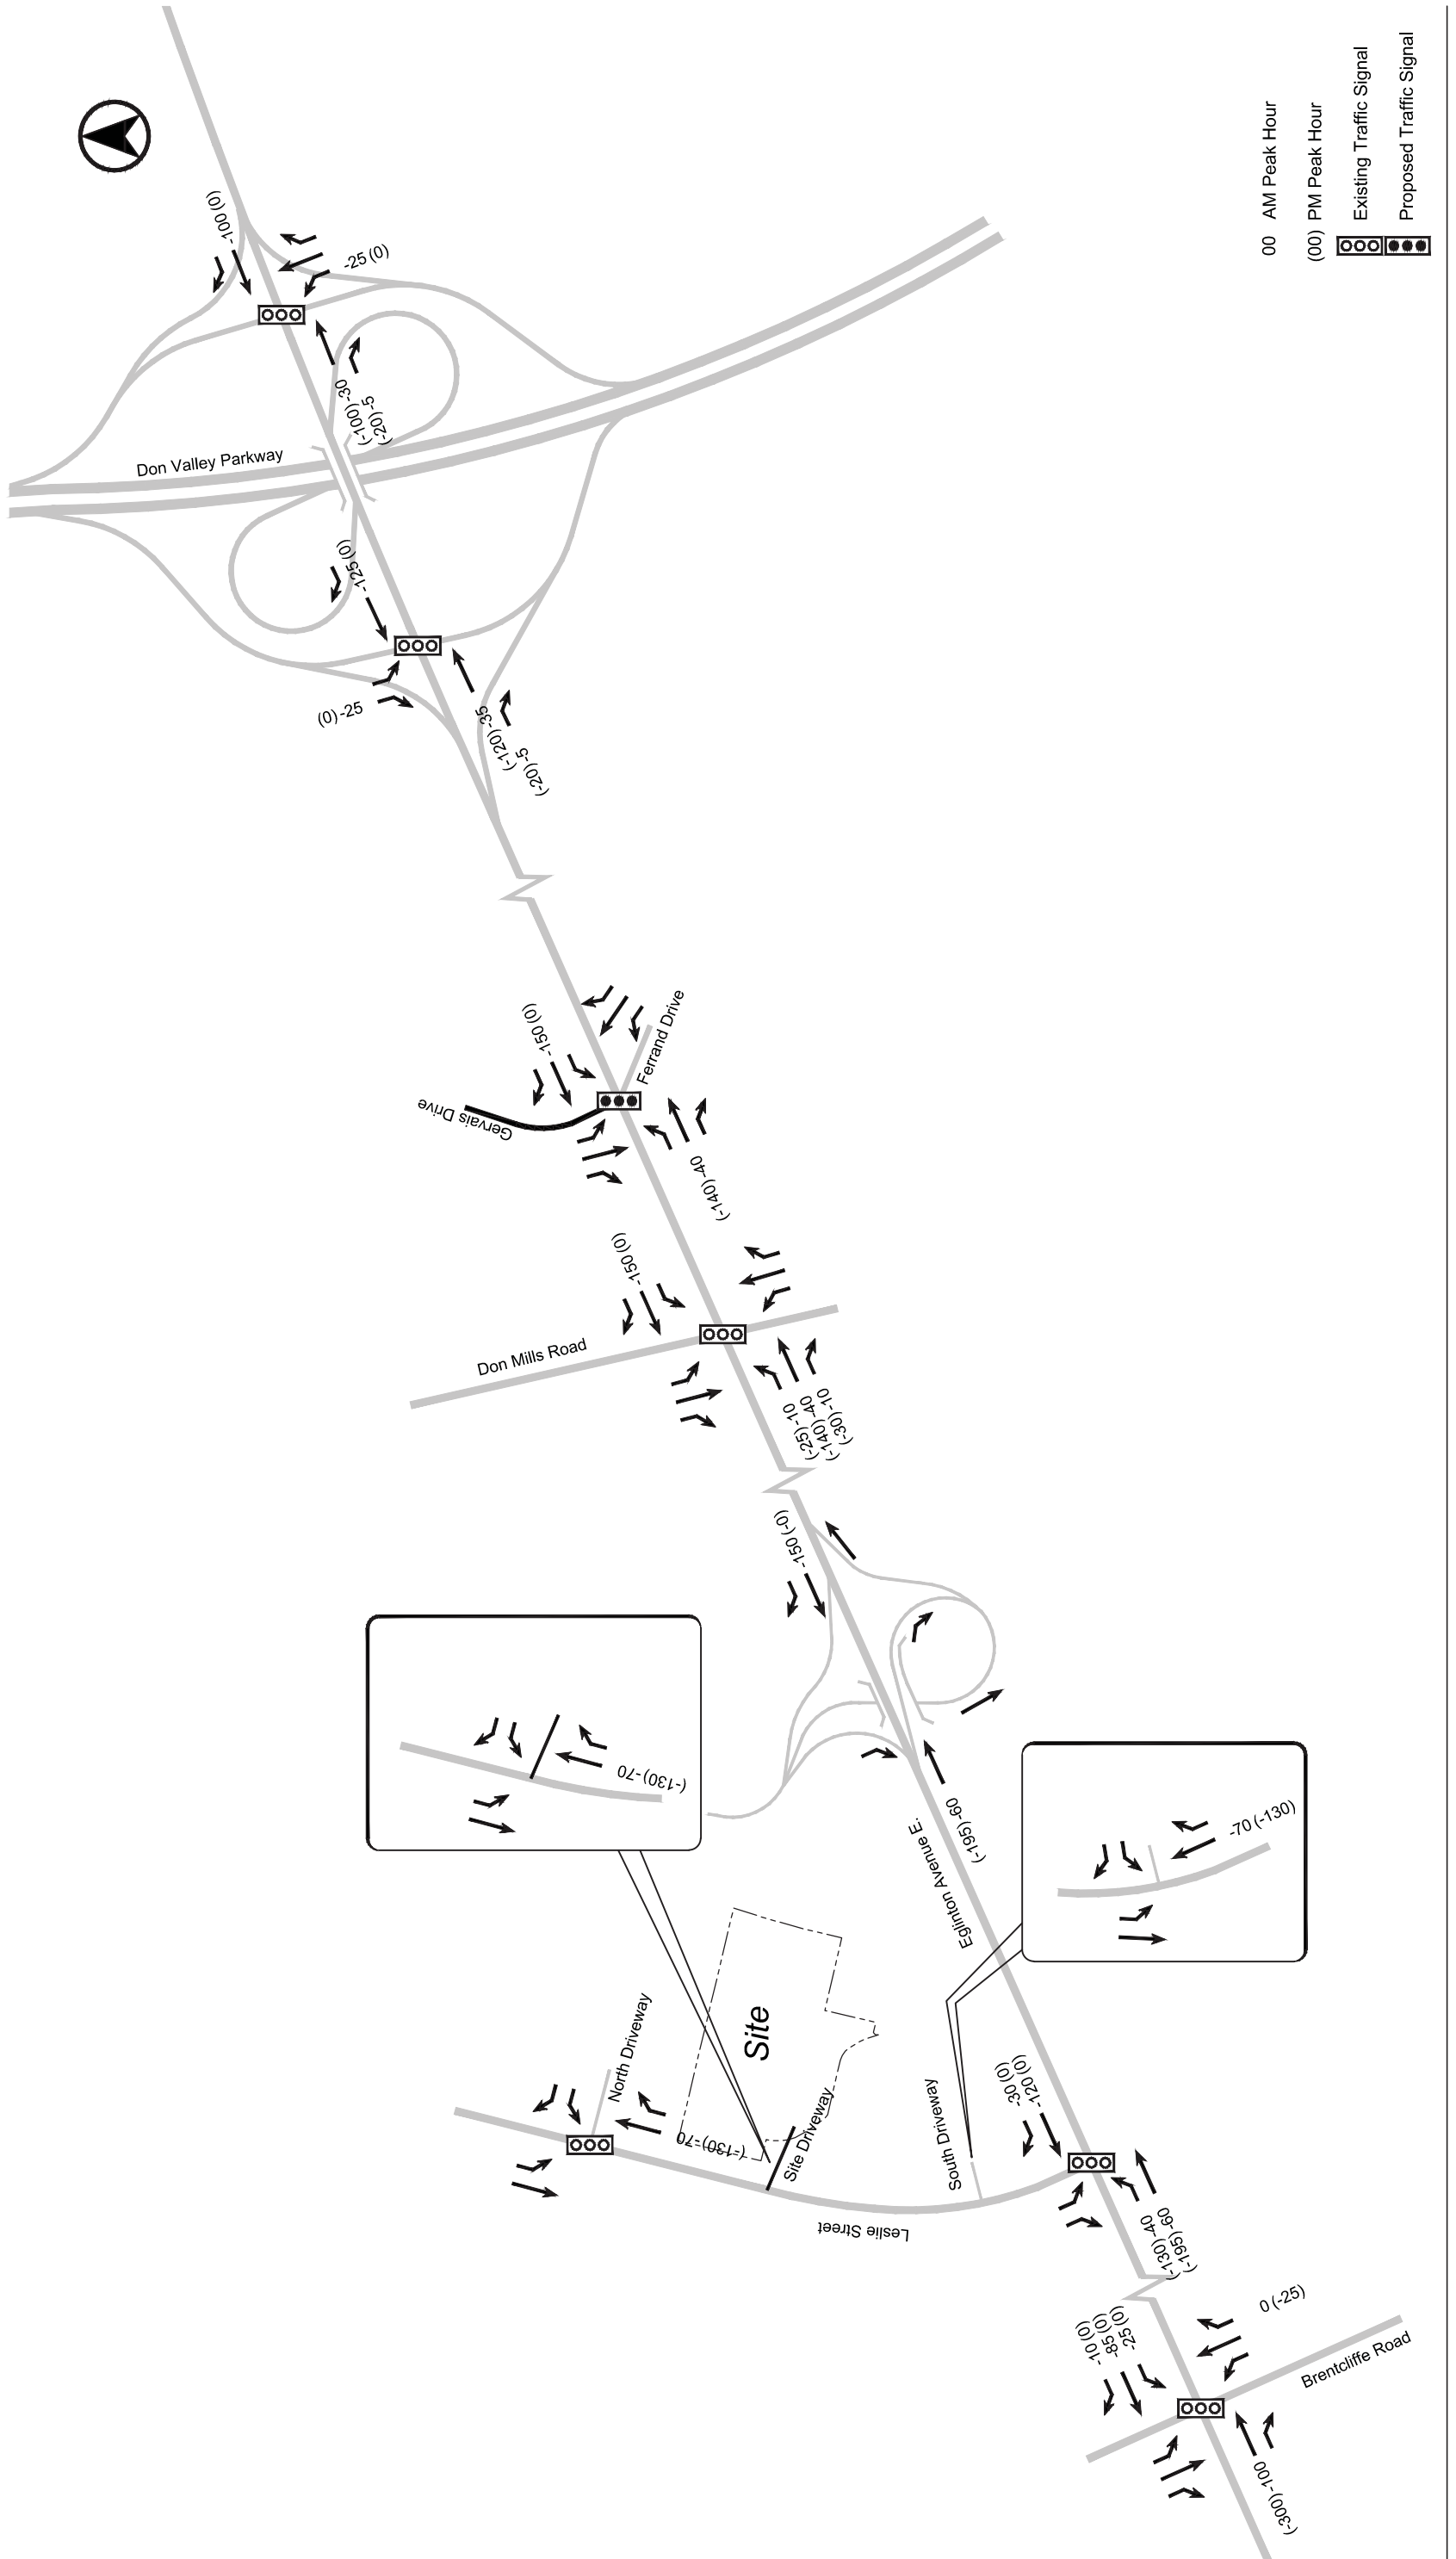 -100 (0)
-25 (0)
(-100) -30
(-20) -5
Don Valley Parkway
-125 (0)
(0) -25
(-120) -35
(-20) -5
00 AM Peak Hour
(00) PM Peak Hour
Existing Traffic Signal
Proposed Traffic Signal
-150 (0)
Ferrand Drive
Gervais Drive
(-140) -40
-150 (0)
Don Mills Road
(-25) -10
(-140) -40
(-30) -10
-150 (-0)
(-130) -70
(-195) -60
Eglinton Avenue E.
-70 (-130)
Site
North Driveway
(-130) -70
Site Driveway
South Driveway
-30 (0)
-120 (0)
Leslie Street
(-130) -40
(-195) -60
-10 (0)
-85 (0)
-25 (0)
0 (-25)
Brentcliffe Road
(-300) -100